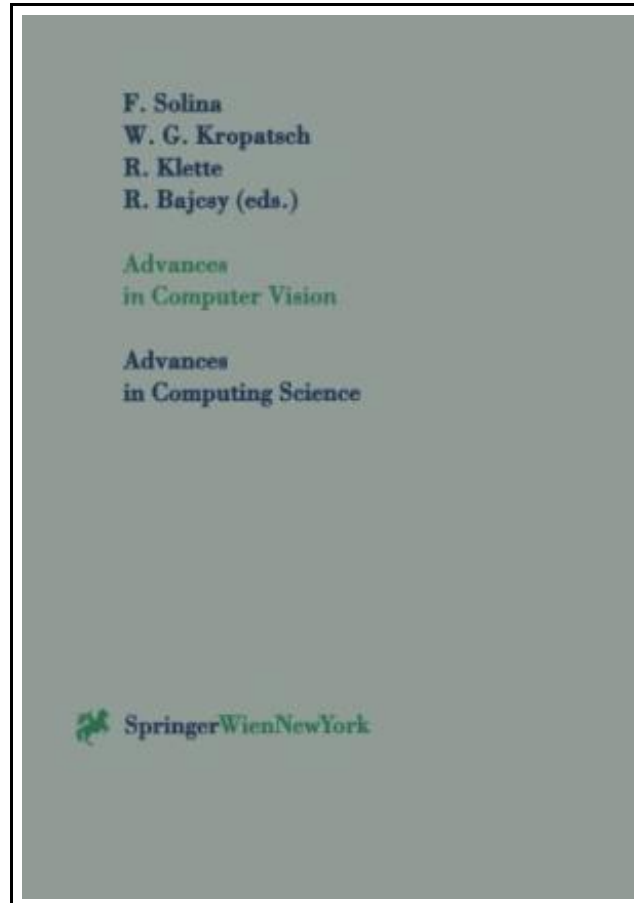 F. Solina
W. G. Kropatsch
R. Klette
R. Bajcsy (eds.)
Advances
in Computer Vision
Advances
in Computing Science
SpringerWienNewYork